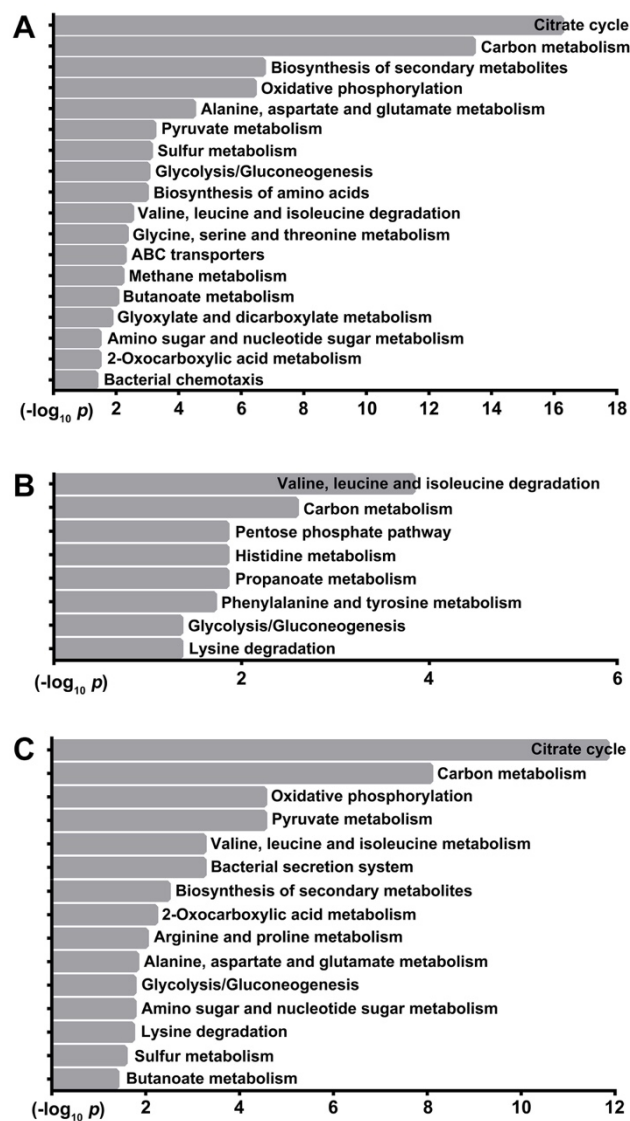 A
Citrate cycle
Carbon metabolism
Biosynthesis of secondary metabolites
Oxidative phosphorylation
Alanine, aspartate and glutamate metabolism
Pyruvate metabolism
Sulfur metabolism
Glycolysis/Gluconeogenesis
Biosynthesis of amino acids
Valine, leucine and isoleucine degradation
Glycine, serine and threonine metabolism
ABC transporters
Methane metabolism
Butanoate metabolism
Glyoxylate and dicarboxylate metabolism
Amino sugar and nucleotide sugar metabolism
2-Oxocarboxylic acid metabolism
Bacterial chemotaxis
(-log10 p) 2 4 6 8 10 12 14 16 18
B
Valine, leucine and isoleucine degradation
Carbon metabolism
Pentose phosphate pathway
Histidine metabolism
Propanoate metabolism
Phenylalanine and tyrosine metabolism
Glycolysis/Gluconeogenesis
Lysine degradation
(-log10 p) 2 4 6
C
Citrate cycle
Carbon metabolism
Oxidative phosphorylation
Pyruvate metabolism
Valine, leucine and isoleucine metabolism
Bacterial secretion system
Biosynthesis of secondary metabolites
2-Oxocarboxylic acid metabolism
Arginine and proline metabolism
Alanine, aspartate and glutamate metabolism
Glycolysis/Gluconeogenesis
Amino sugar and nucleotide sugar metabolism
Lysine degradation
Sulfur metabolism
Butanoate metabolism
(-log10 p) 2 4 6 8 10 12